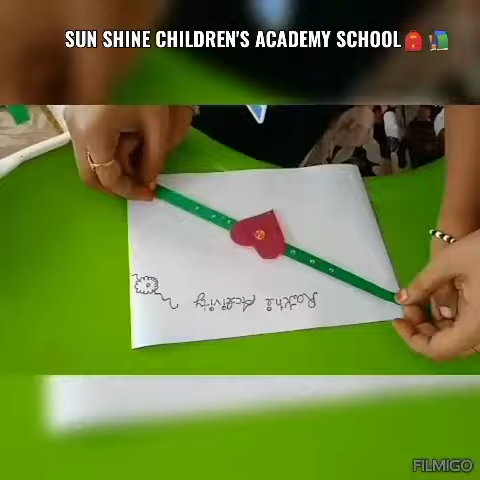 SUN SHINE CHILDREN'S ACADEMY SCHOOL
Rakhi Activity
FILMIGO